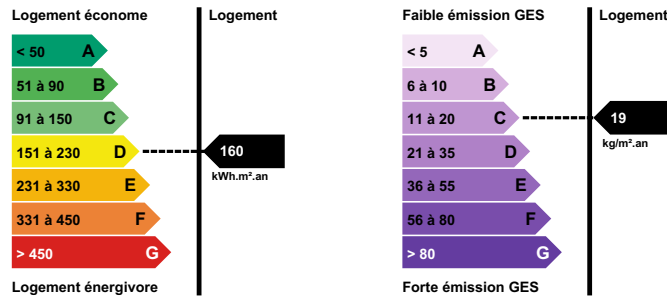 Logement économe
Logement
< 50 A
51 à 90 B
91 à 150 C
151 à 230 D
160
kWh.m².an
231 à 330 E
331 à 450 F
> 450 G
Logement énergivore
Faible émission GES
Logement
< 5 A
6 à 10 B
11 à 20 C
19
kg/m².an
21 à 35 D
36 à 55 E
56 à 80 F
> 80 G
Forte émission GES